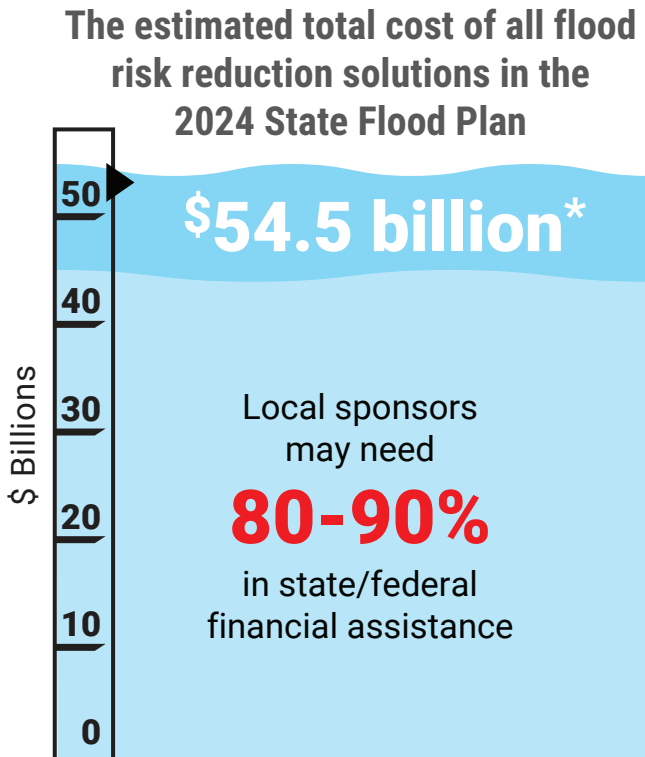 The estimated total cost of all flood
risk reduction solutions in the
2024 State Flood Plan
50
$54.5 billion*
40
$ Billions
30
Local sponsors
may need
20
80-90%
in state/federal
10
financial assistance
0